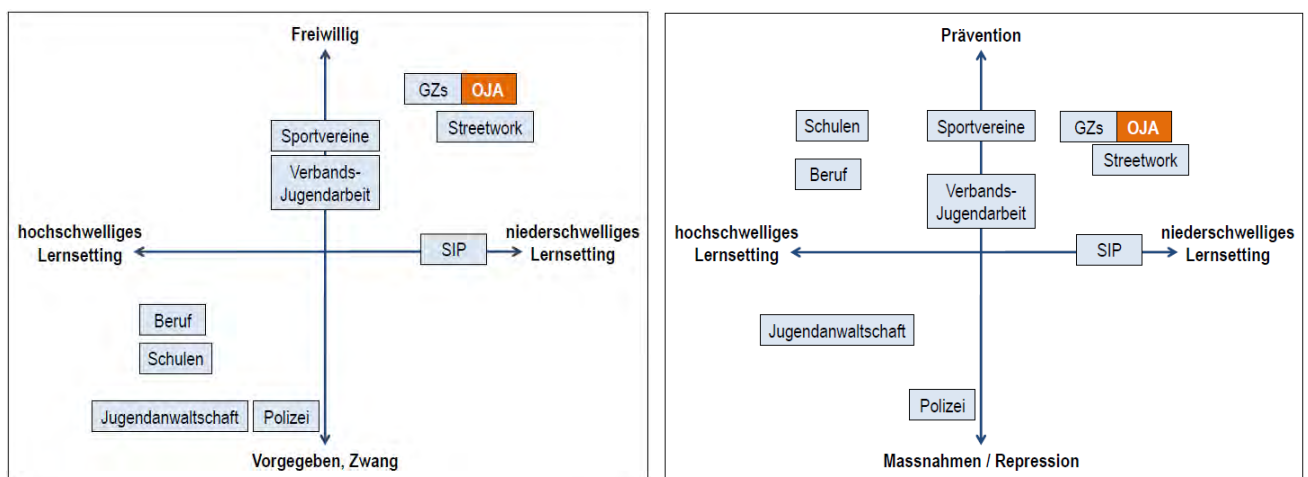 Freiwillig
GZs
OJA
Streetwork
Sportvereine
Verbands-
Jugendarbeit
hochschwelliges
Lernsetting
SIP
niederschwelliges
Lernsetting
Beruf
Schulen
Jugendanwaltschaft
Polizei
Vorgegeben, Zwang
Prävention
Schulen
Sportvereine
GZs
OJA
Streetwork
Beruf
Verbands-
Jugendarbeit
hochschwelliges
Lernsetting
SIP
niederschwelliges
Lernsetting
Jugendanwaltschaft
Polizei
Massnahmen / Repression